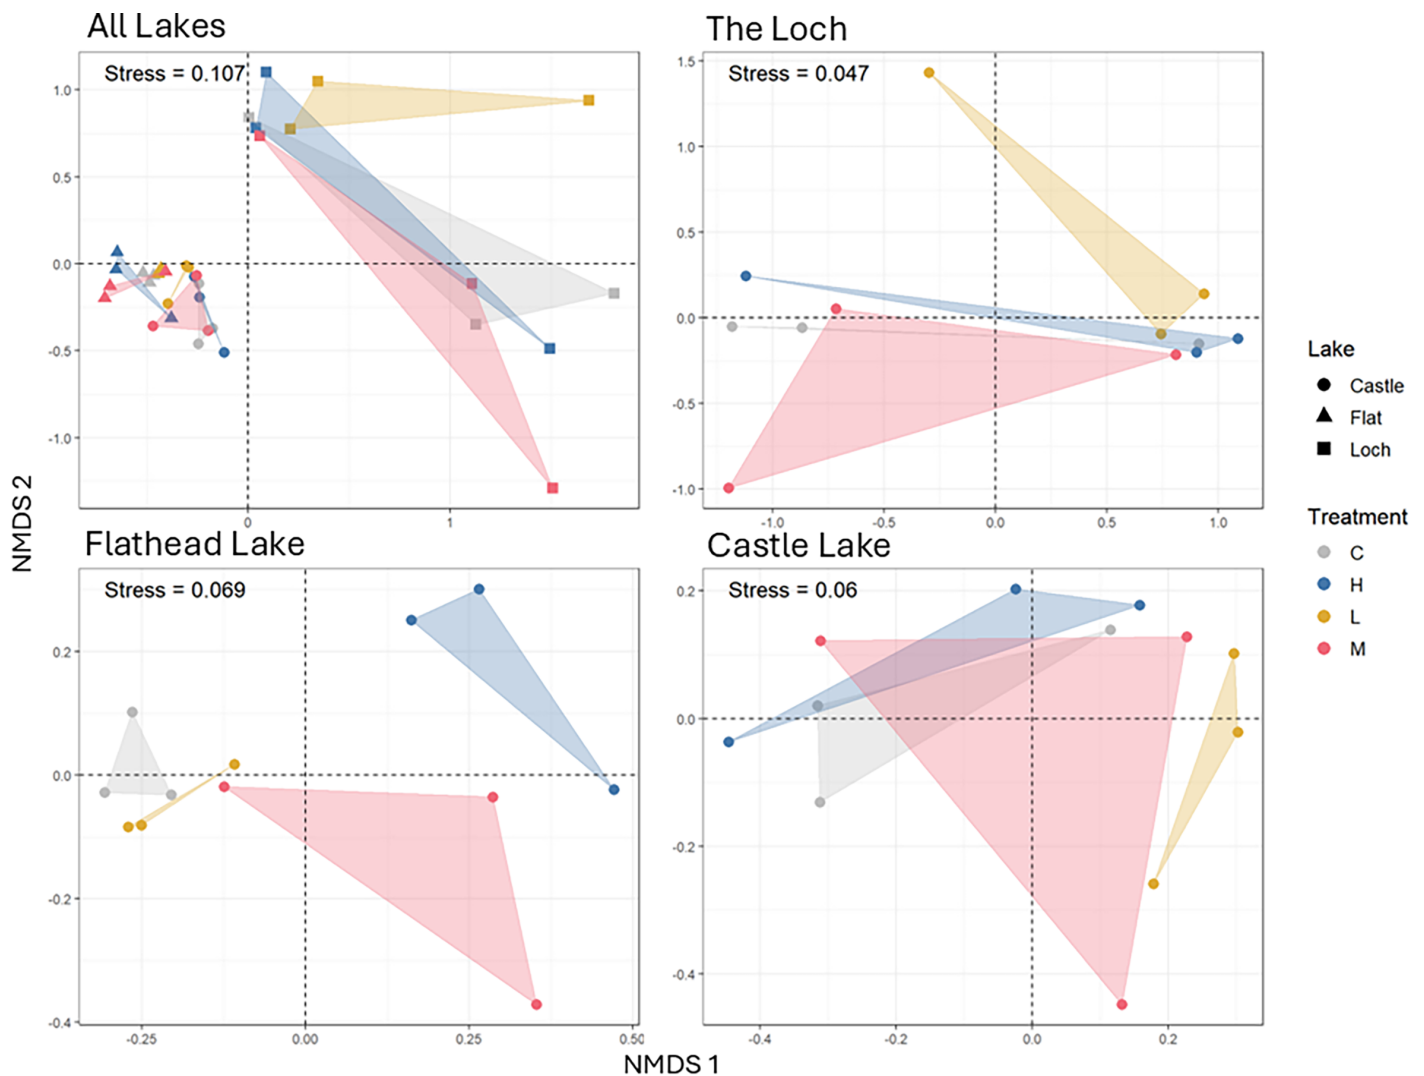 All Lakes
Stress = 0.107
1.0
0.5
0.0
-0.5
-1.0
0
1
The Loch
Stress = 0.047
1.5
1.0
0.5
0.0
-0.5
-1.0
-1.0
-0.5
0.0
0.5
1.0
Flathead Lake
Stress = 0.069
0.2
0.0
-0.2
-0.4
-0.25
0.00
0.25
0.50
Castle Lake
Stress = 0.06
0.2
0.0
-0.2
-0.4
-0.4
-0.2
0.0
0.2
NMDS 2
NMDS 1
Lake
Castle
Flat
Loch
Treatment
C
H
L
M